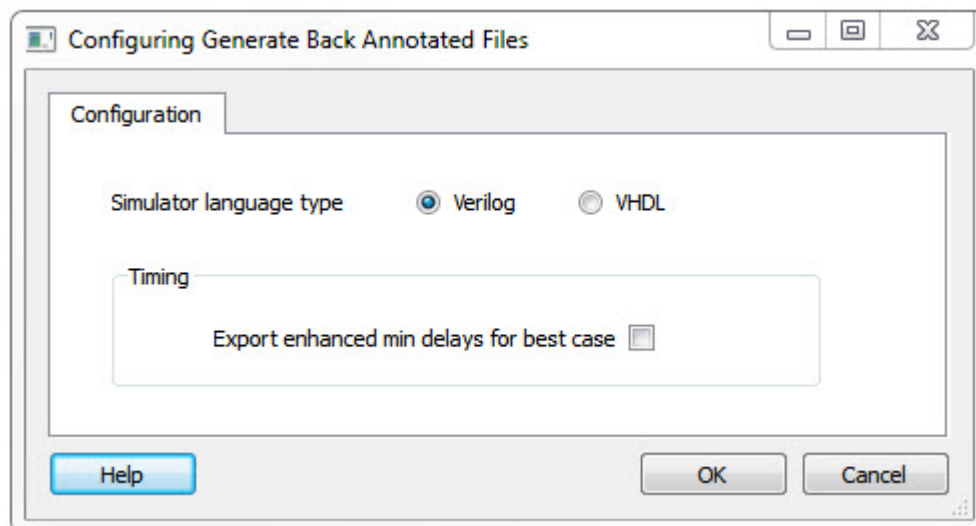 Configuring Generate Back Annotated Files
Configuration
Simulator language type Verilog VHDL
Timing
Export enhanced min delays for best case
Help OK Cancel